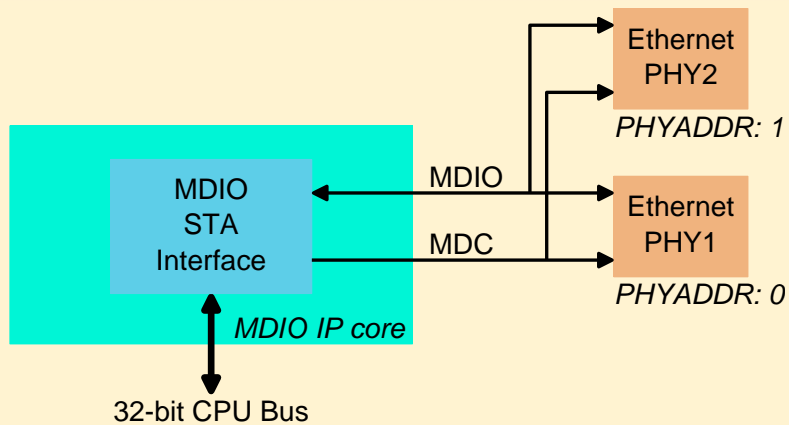 Ethernet
PHY2
PHYADDR: 1
MDIO
STA
Interface
MDIO
MDC
Ethernet
PHY1
PHYADDR: 0
MDIO IP core
32-bit CPU Bus